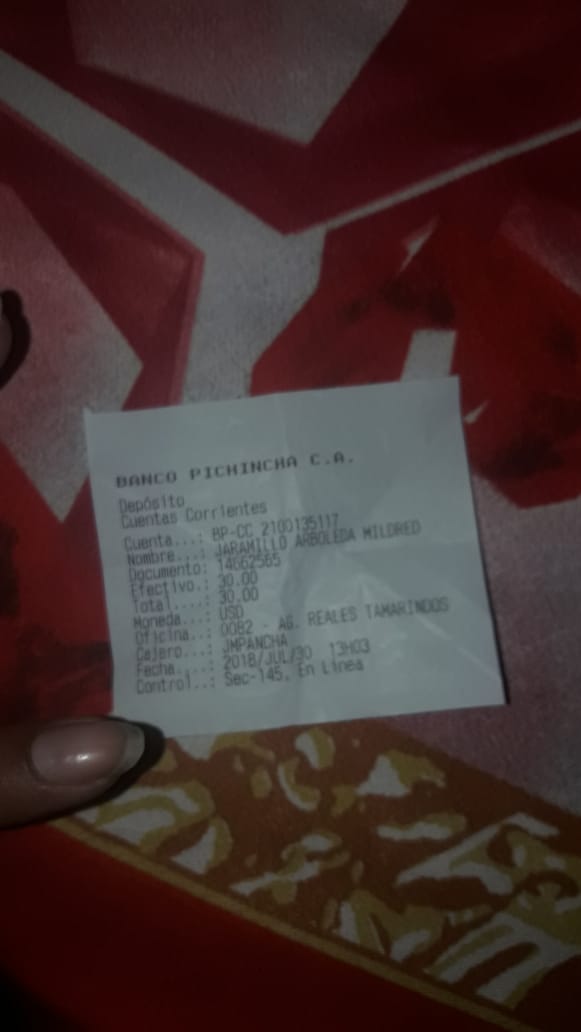 BANCO PICHINCHA C.A.
Depósito
Cuentas Corrientes
Cuenta...: BP-CC 2100135117
Nombre...: JARAMILLO ARBOLEDA MILDRED
Documento: 14662565
Efectivo.: 30.00
Total....: 30.00
Moneda...: USD
Oficina..: 0082 - AG. REALES TAMARINDOS
Cajero...: JMPANCHA
Fecha....: 2018/JUL/30 13H03
Control..: Sec-145, En Linea